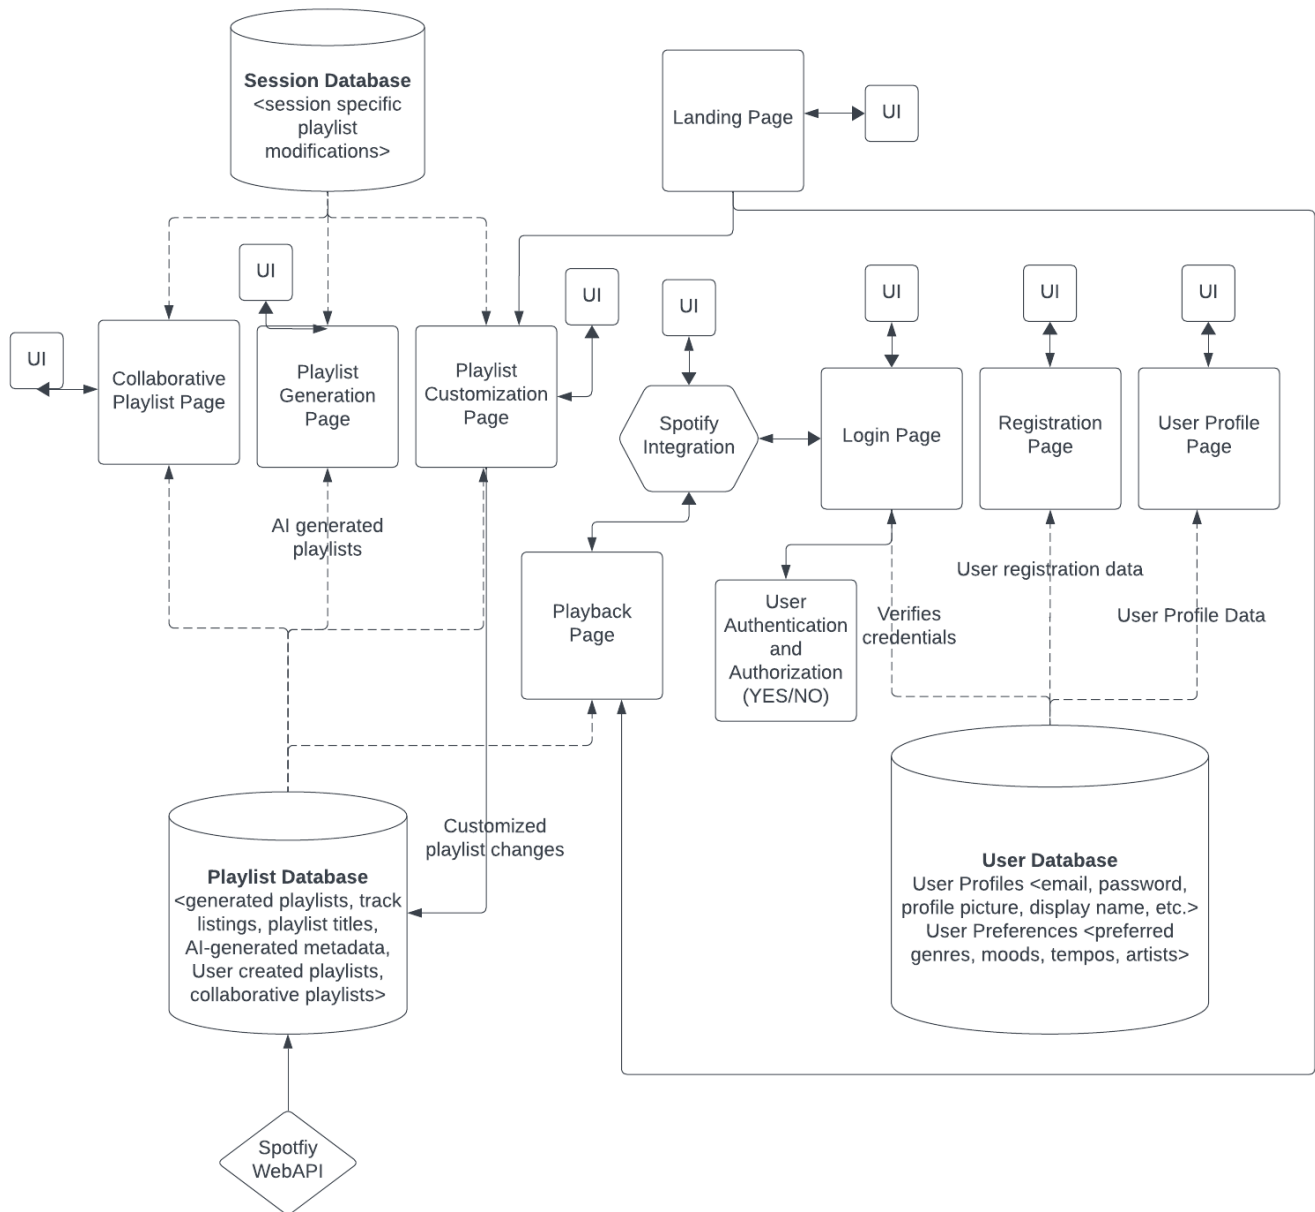 Session Database
<session specific
playlist
modifications>
Landing Page
UI
UI
UI
UI
UI
UI
UI
UI
Collaborative
Playlist Page
Playlist
Generation
Page
Playlist
Customization
Page
Spotify
Integration
Login Page
Registration
Page
User Profile
Page
AI generated
playlists
Playback
Page
User
Authentication
and
Authorization
(YES/NO)
Verifies
credentials
User registration data
User Profile Data
Customized
playlist changes
Playlist Database
<generated playlists, track
listings, playlist titles,
AI-generated metadata,
User created playlists,
collaborative playlists>
User Database
User Profiles <email, password,
profile picture, display name, etc.>
User Preferences <preferred
genres, moods, tempos, artists>
Spotfiy
WebAPI